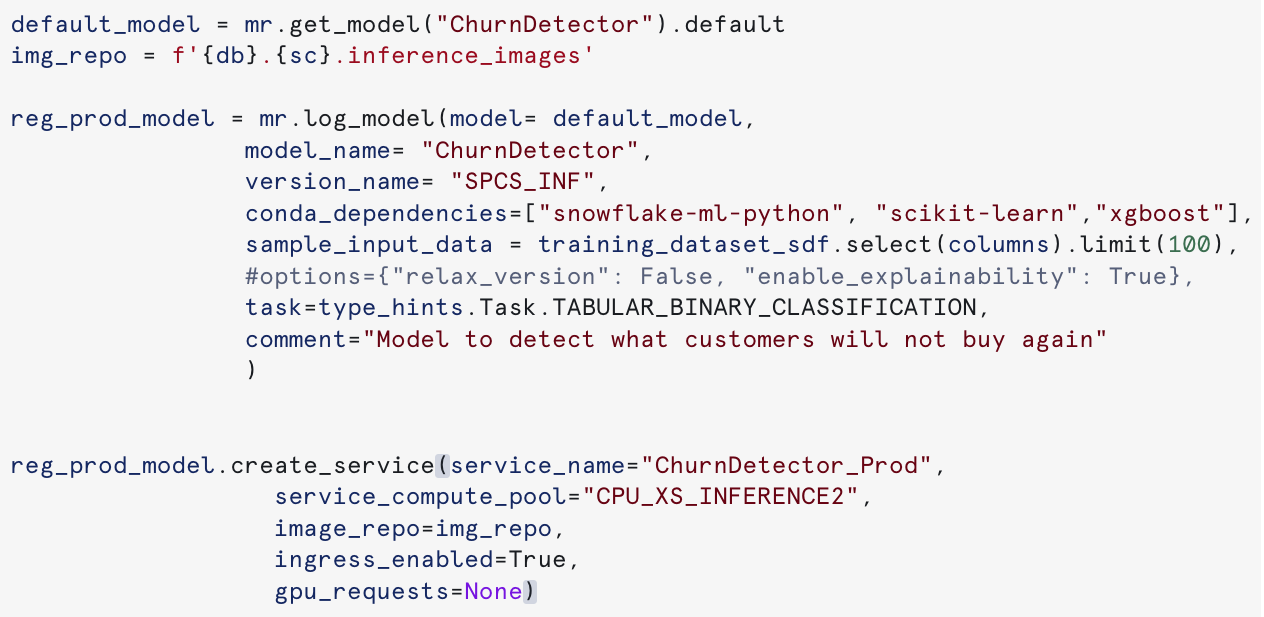 default_model = mr.get_model("ChurnDetector").default
img_repo = f'{db}.{sc}.inference_images'

reg_prod_model = mr.log_model(model= default_model,
                model_name= "ChurnDetector",
                version_name= "SPCS_INF",
                conda_dependencies=["snowflake-ml-python", "scikit-learn","xgboost"],
                sample_input_data = training_dataset_sdf.select(columns).limit(100),
                #options={"relax_version": False, "enable_explainability": True},
                task=type_hints.Task.TABULAR_BINARY_CLASSIFICATION,
                comment="Model to detect what customers will not buy again"
                )

reg_prod_model.create_service(service_name="ChurnDetector_Prod",
                  service_compute_pool="CPU_XS_INFERENCE2",
                  image_repo=img_repo,
                  ingress_enabled=True,
                  gpu_requests=None)